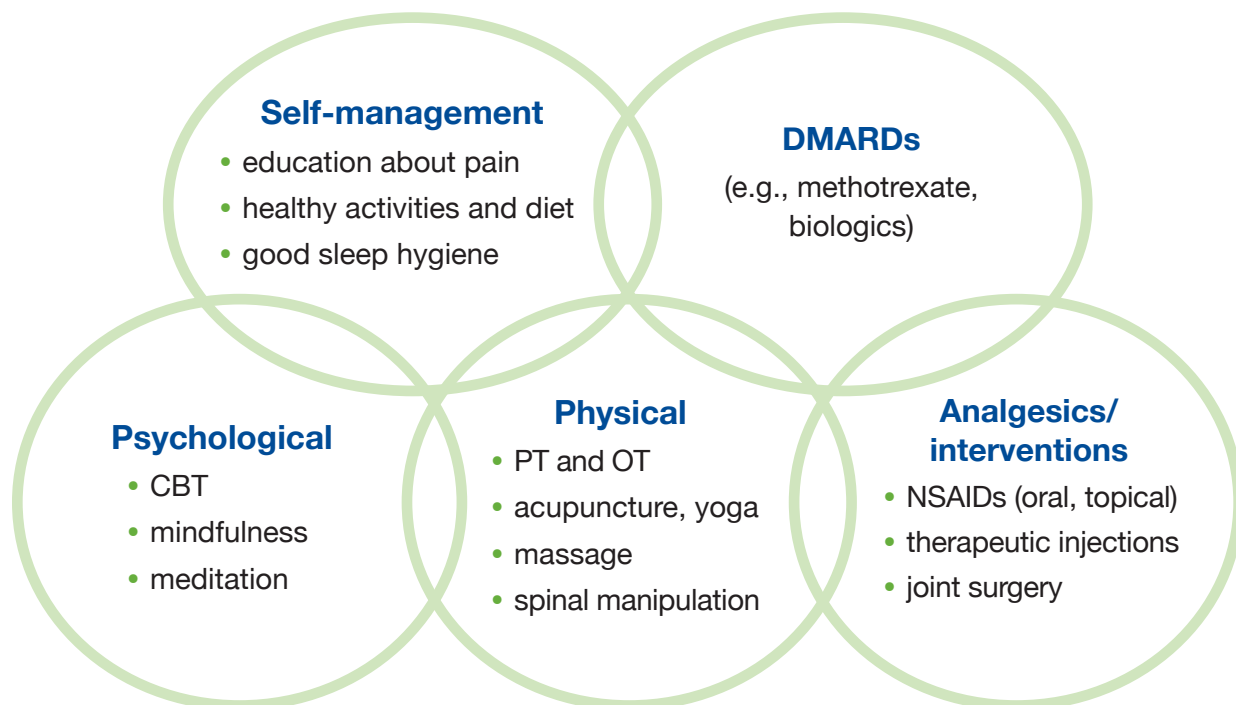 Self-management
• education about pain
• healthy activities and diet
• good sleep hygiene
DMARDs
(e.g., methotrexate,
biologics)
Psychological
• CBT
• mindfulness
• meditation
Physical
• PT and OT
• acupuncture, yoga
• massage
• spinal manipulation
Analgesics/
interventions
• NSAIDs (oral, topical)
• therapeutic injections
• joint surgery